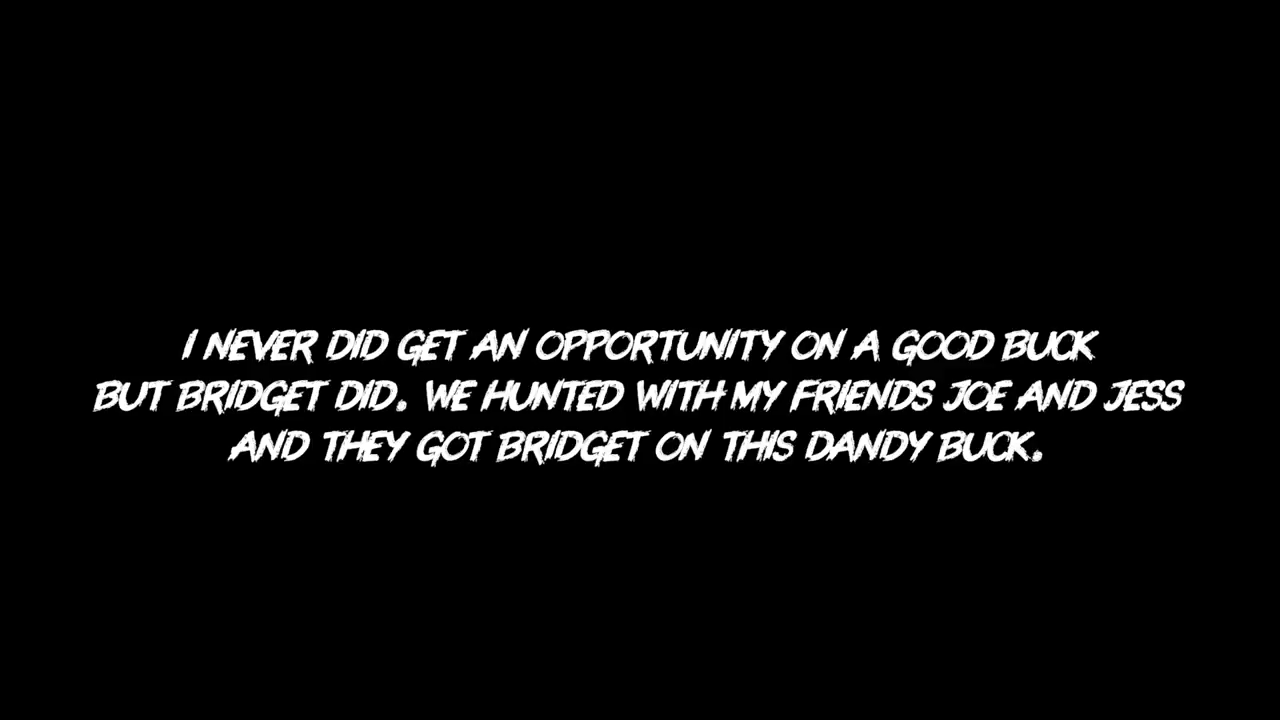 I NEVER DID GET AN OPPORTUNITY ON A GOOD BUCK
BUT BRIDGET DID. WE HUNTED WITH MY FRIENDS JOE AND JESS
AND THEY GOT BRIDGET ON THIS DANDY BUCK.